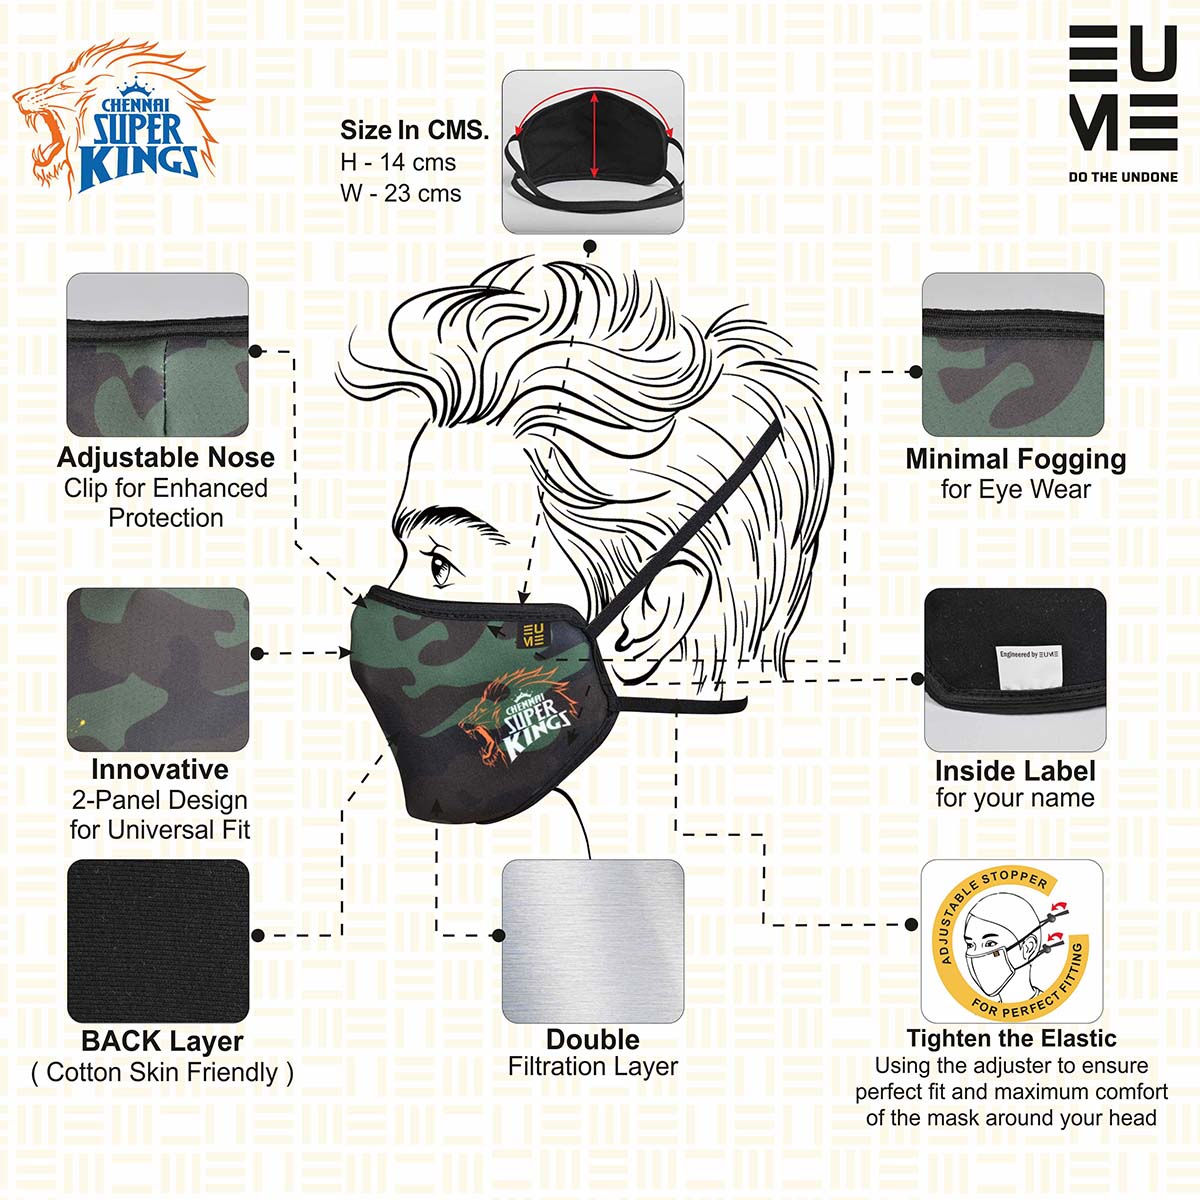 CHENNAI
SUPER
KINGS
EU
ME
DO THE UNDONE
Size In CMS.
H - 14 cms
W - 23 cms
Adjustable Nose
Clip for Enhanced
Protection
Minimal Fogging
for Eye Wear
EU
ME
CHENNAI
SUPER
KINGS
Innovative
2-Panel Design
for Universal Fit
Engineered by EUME
Inside Label
for your name
BACK Layer
( Cotton Skin Friendly )
Double
Filtration Layer
ADJUSTABLE STOPPER
FOR PERFECT FITTING
Tighten the Elastic
Using the adjuster to ensure
perfect fit and maximum comfort
of the mask around your head